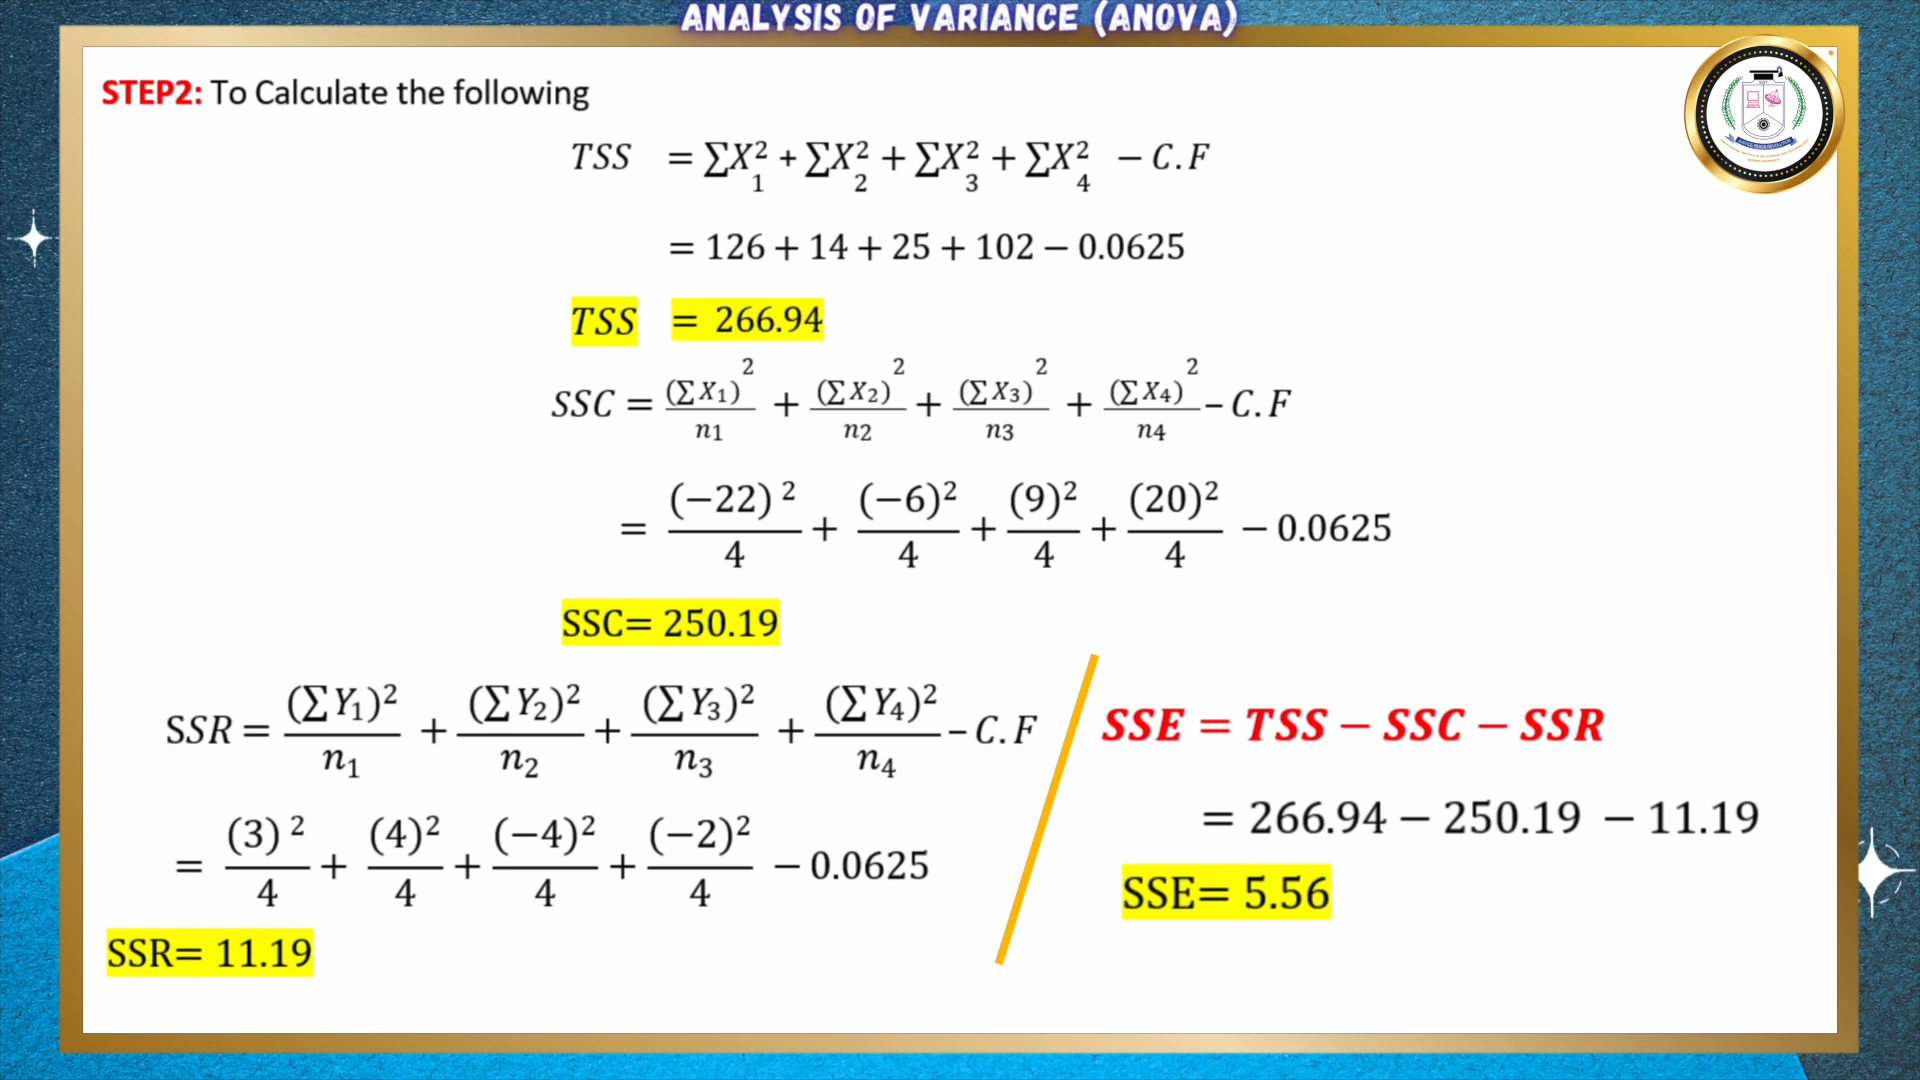 ANALYSIS OF VARIANCE (ANOVA)
STEP2: To Calculate the following
TSS = ∑X₁² + ∑X₂² + ∑X₃² + ∑X₄² − C.F
= 126 + 14 + 25 + 102 − 0.0625
TSS = 266.94
SSC = (∑X₁)²/n₁ + (∑X₂)²/n₂ + (∑X₃)²/n₃ + (∑X₄)²/n₄ – C.F
= (−22)²/4 + (−6)²/4 + (9)²/4 + (20)²/4 − 0.0625
SSC= 250.19
SSR = (∑Y₁)²/n₁ + (∑Y₂)²/n₂ + (∑Y₃)²/n₃ + (∑Y₄)²/n₄ – C.F
= (3)²/4 + (4)²/4 + (−4)²/4 + (−2)²/4 − 0.0625
SSR= 11.19
SSE = TSS − SSC − SSR
= 266.94 − 250.19 − 11.19
SSE= 5.56